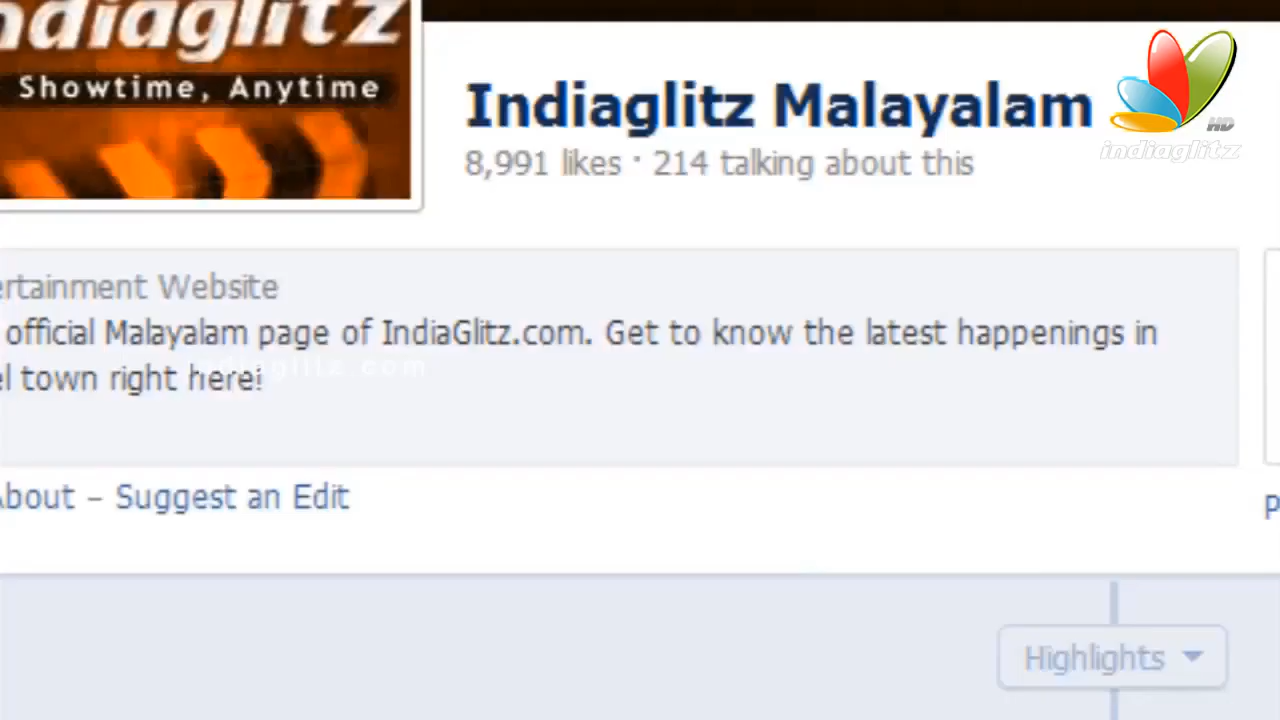 ndiaglitz
Showtime, Anytime
Indiaglitz Malayalam
8,991 likes · 214 talking about this
HD
indiaglitz
ertainment Website
official Malayalam page of IndiaGlitz.com. Get to know the latest happenings in
el town right here!
indiaglitz.com
About – Suggest an Edit
P
Highlights